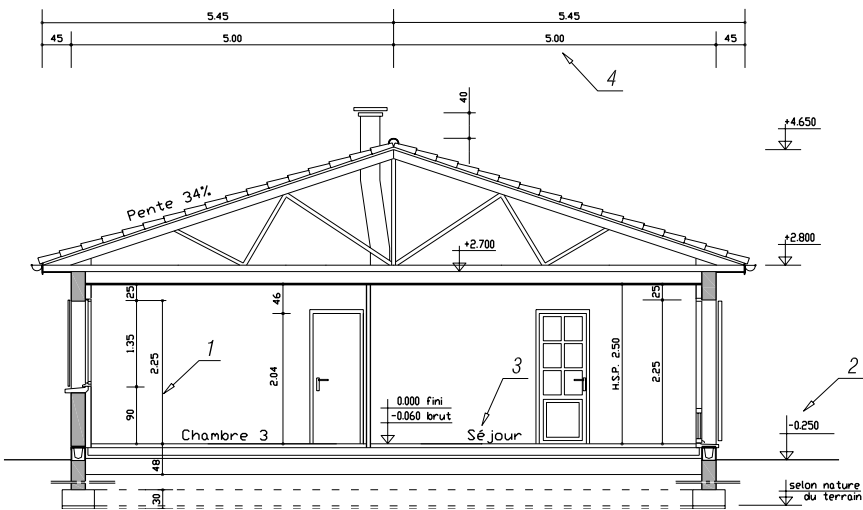 5.45 5.45
45 5.00 5.00 45
4
40
+4.650
Pente 34%
+2.700
+2.800
25 46 25
1.35 2.25 1 2.04 H.S.P. 2.50 2.25
3 2
90
0.000 fini
-0.060 brut
-0.250
Chambre 3 Séjour
48
selon nature
du terrain
30